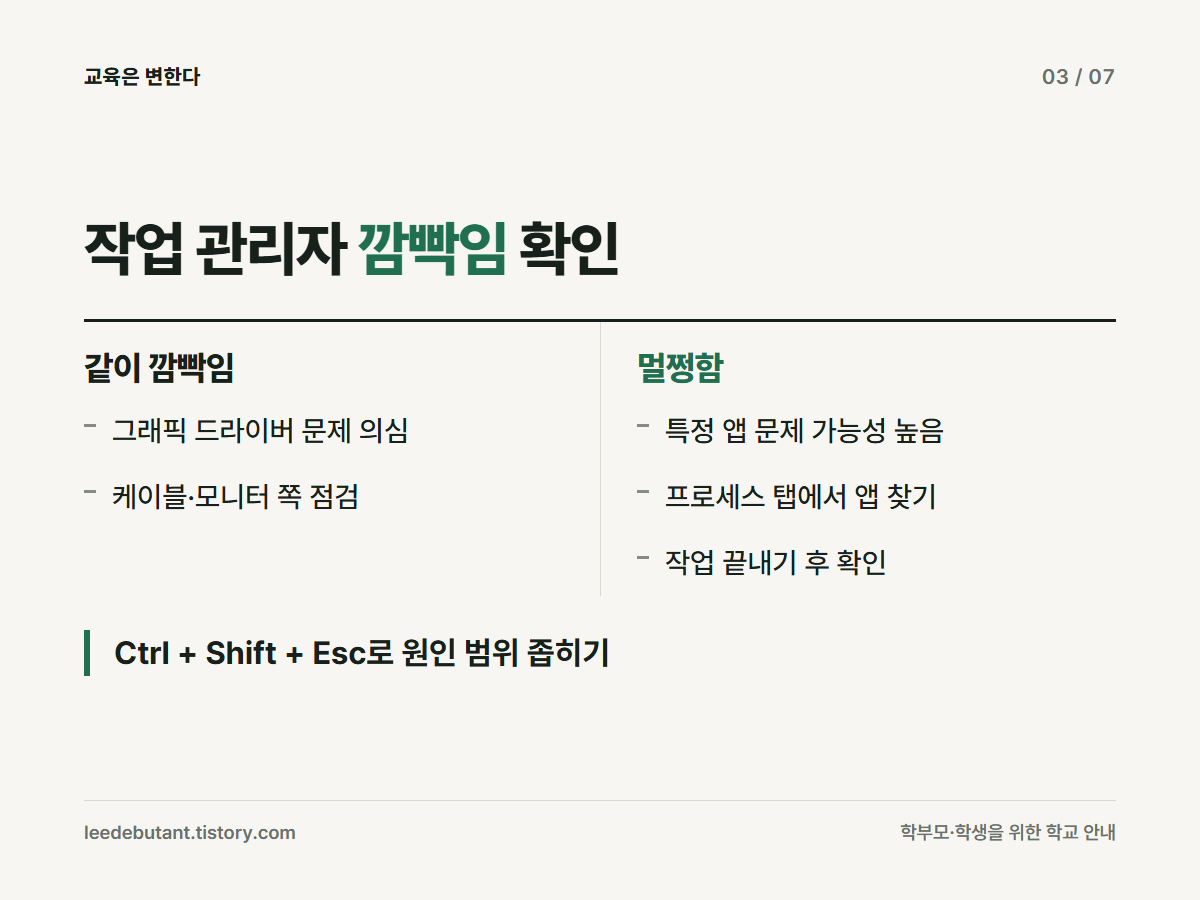 교육은 변한다
03 / 07
작업 관리자 깜빡임 확인
같이 깜빡임
- 그래픽 드라이버 문제 의심
- 케이블·모니터 쪽 점검
멀쩡함
- 특정 앱 문제 가능성 높음
- 프로세스 탭에서 앱 찾기
- 작업 끝내기 후 확인
Ctrl + Shift + Esc로 원인 범위 좁히기
leedebutant.tistory.com
학부모·학생을 위한 학교 안내